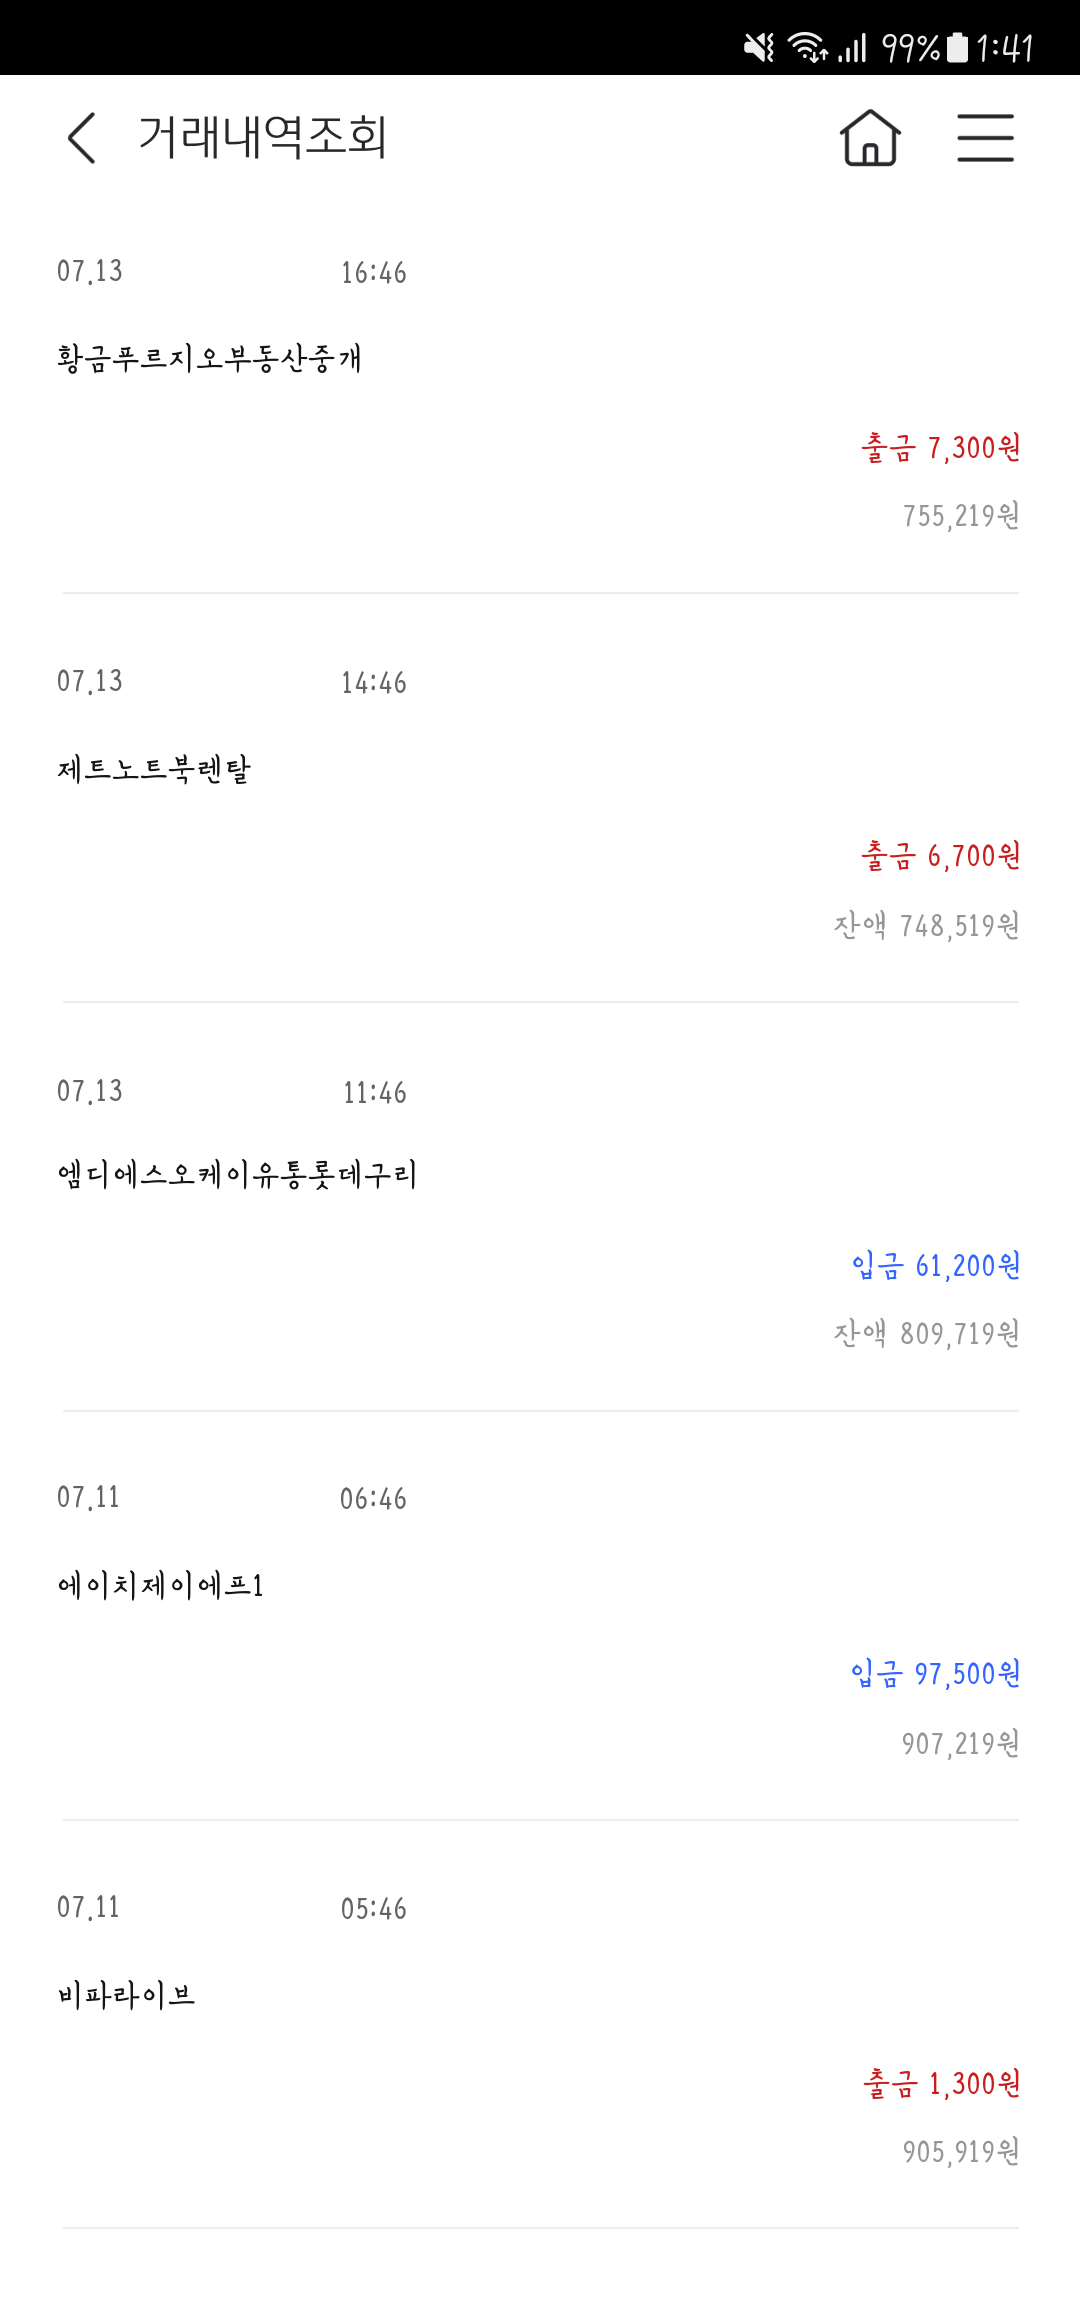 99% 1:41
거래내역조회
07.13 16:46
황금푸르지오부동산중개
출금 7,300원
755,219원
07.13 14:46
제트노트북렌탈
출금 6,700원
잔액 748,519원
07.13 11:46
엠디에스오케이유통롯데구리
입금 61,200원
잔액 809,719원
07.11 06:46
에이치제이에프1
입금 97,500원
907,219원
07.11 05:46
비파라이브
출금 1,300원
905,919원